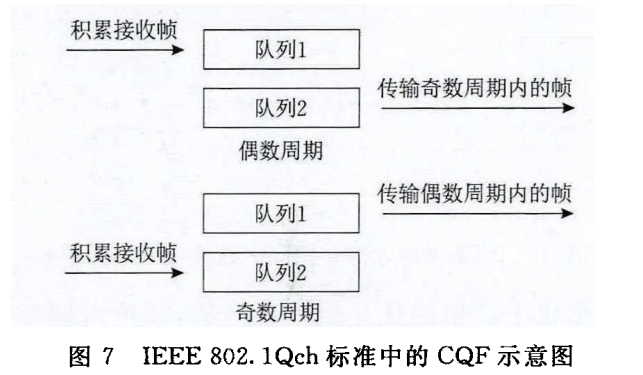 积累接收帧
队列1
队列2
传输奇数周期内的帧
偶数周期
队列1
传输偶数周期内的帧
积累接收帧
队列2
奇数周期
图 7 IEEE 802.1Qch 标准中的 CQF 示意图